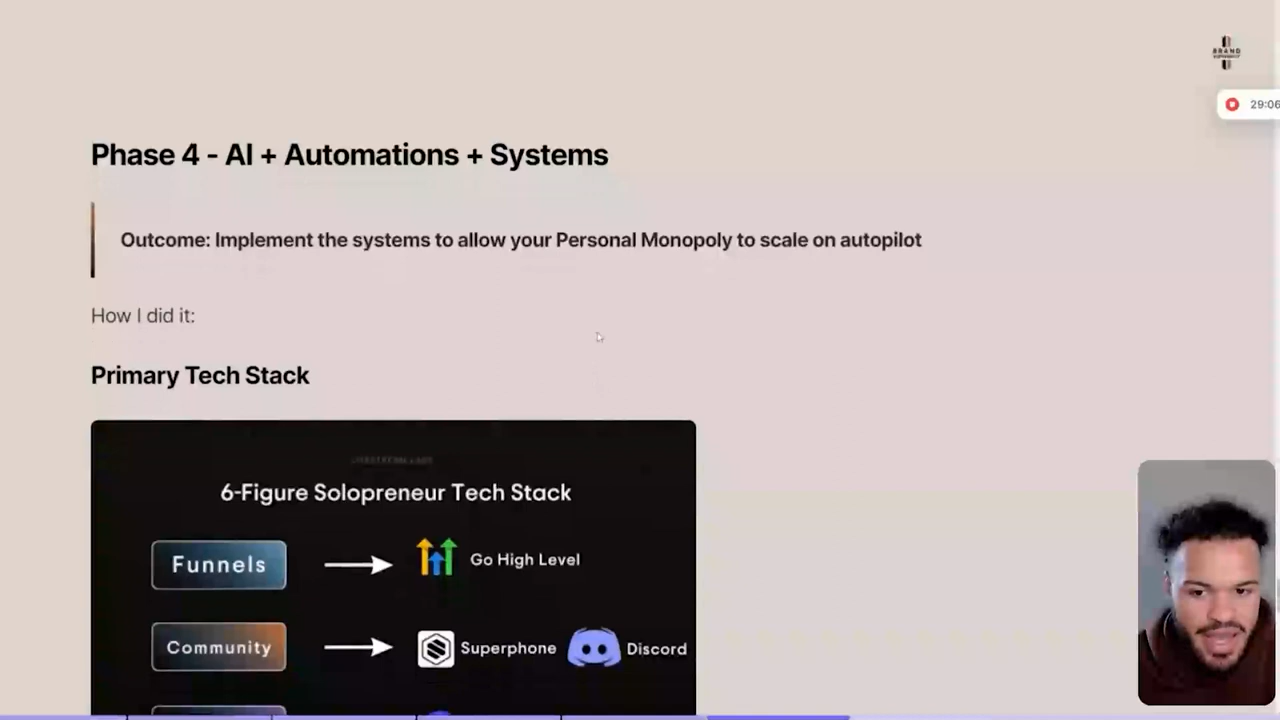 BRAND
29:06
Phase 4 - AI + Automations + Systems
Outcome: Implement the systems to allow your Personal Monopoly to scale on autopilot
How I did it:
Primary Tech Stack
6-Figure Solopreneur Tech Stack
Funnels
Go High Level
Community
Superphone
Discord